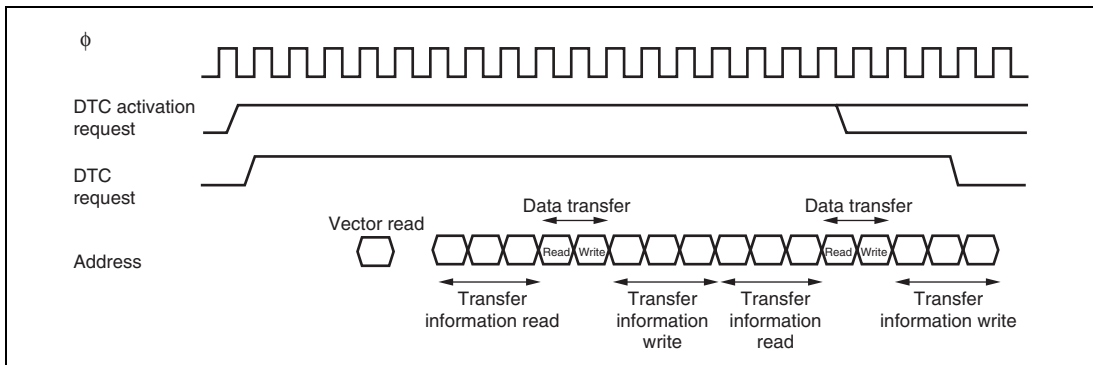 ϕ
DTC activation
request
DTC
request
Data transfer
Data transfer
Vector read
Address
Read Write
Read Write
Transfer
information read
Transfer
information
write
Transfer
information
read
Transfer
information write